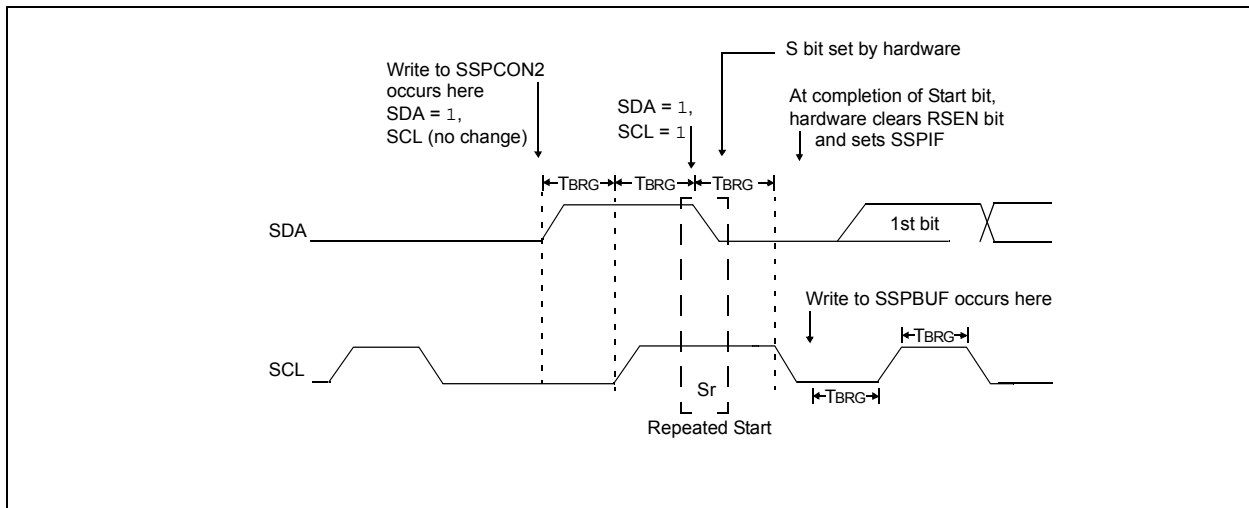 S bit set by hardware
Write to SSPCON2
occurs here
SDA = 1,
SCL (no change)
SDA = 1,
SCL = 1
At completion of Start bit,
hardware clears RSEN bit
and sets SSPIF
TBRG TBRG TBRG
SDA
1st bit
Write to SSPBUF occurs here
TBRG
SCL
Sr
TBRG
Repeated Start